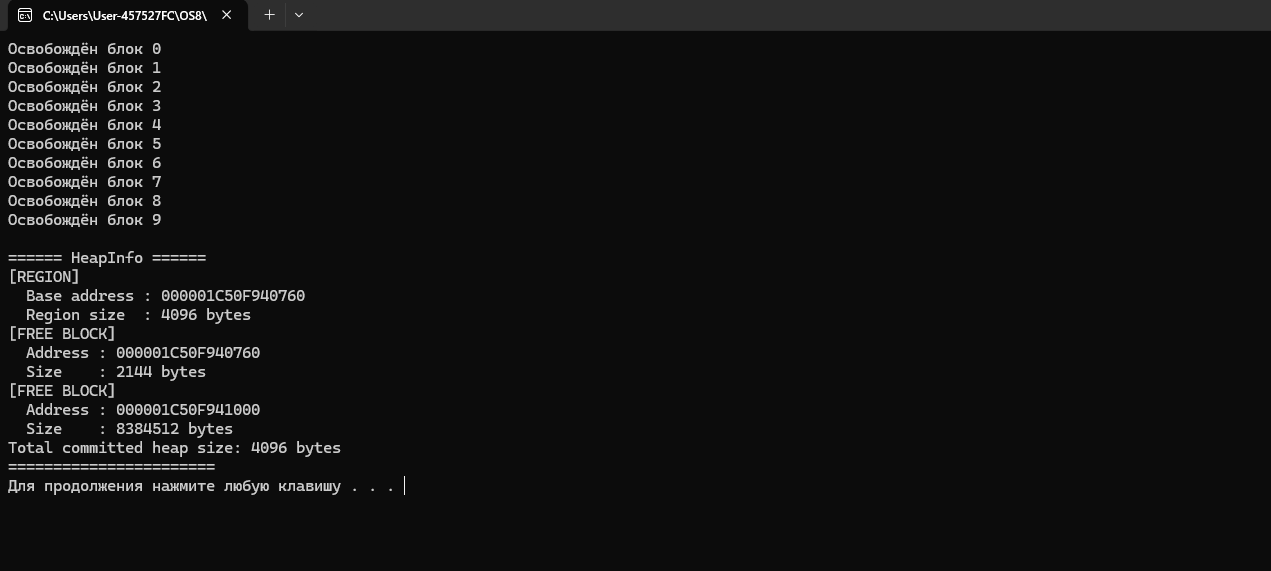 C:\Users\User-457527FC\OS8\
Освобождён блок 0
Освобождён блок 1
Освобождён блок 2
Освобождён блок 3
Освобождён блок 4
Освобождён блок 5
Освобождён блок 6
Освобождён блок 7
Освобождён блок 8
Освобождён блок 9
====== HeapInfo ======
[REGION]
Base address : 000001C50F940760
Region size  : 4096 bytes
[FREE BLOCK]
Address : 000001C50F940760
Size    : 2144 bytes
[FREE BLOCK]
Address : 000001C50F941000
Size    : 8384512 bytes
Total committed heap size: 4096 bytes
=======================
Для продолжения нажмите любую клавишу . . .